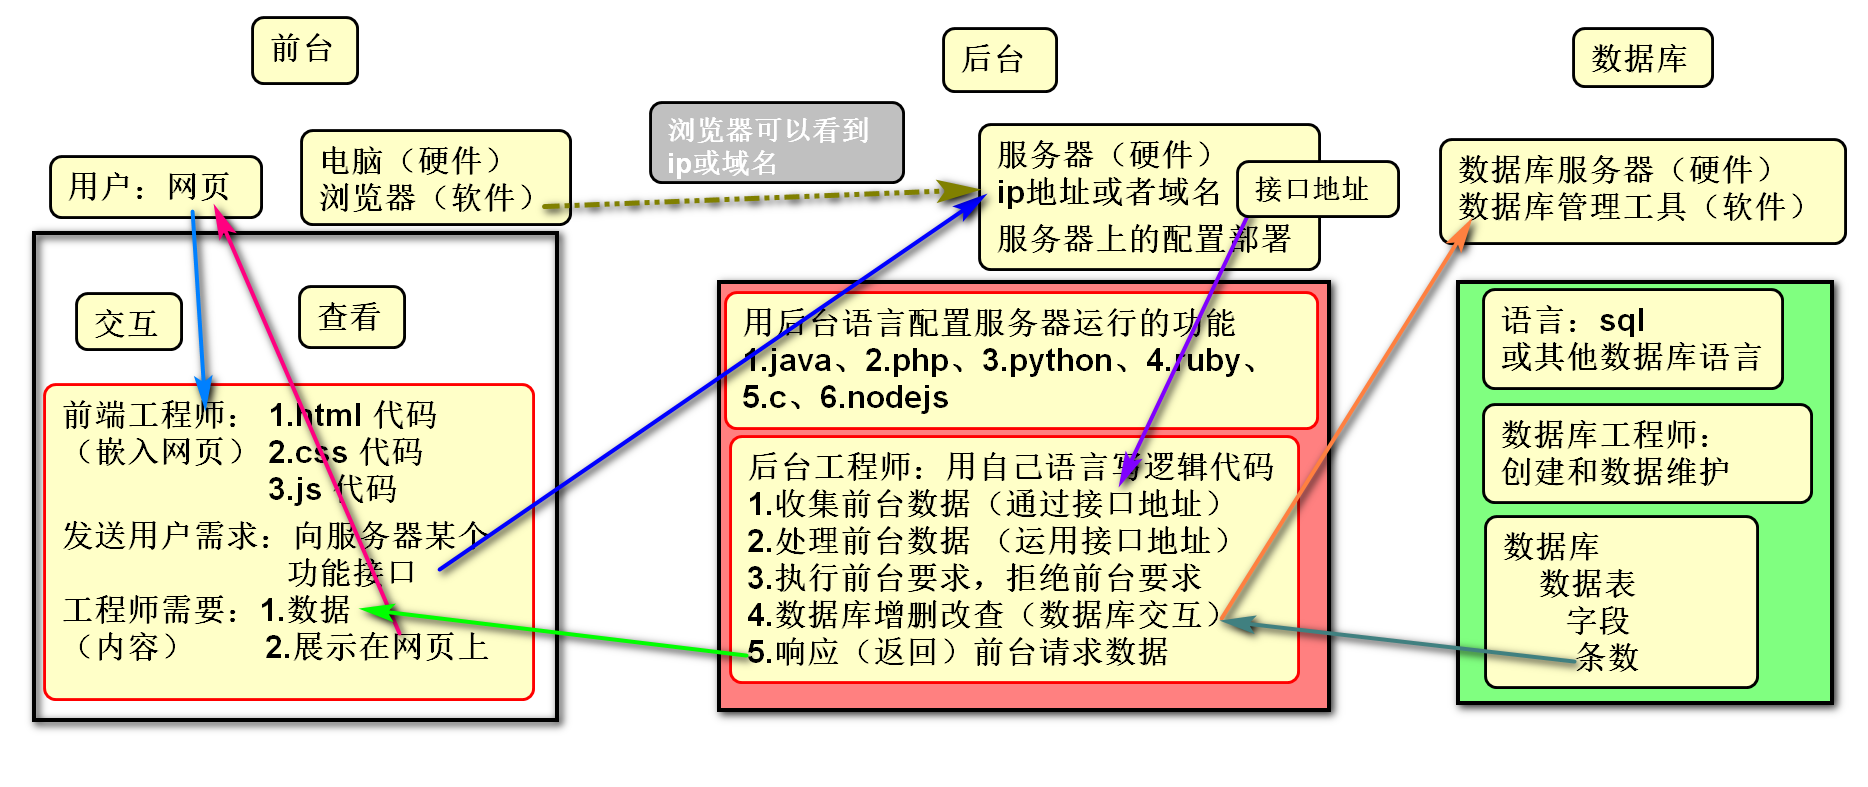 前台
后台
数据库
浏览器可以看到
ip或域名
用户：网页
电脑（硬件）
浏览器（软件）
服务器（硬件）
ip地址或者域名
服务器上的配置部署
接口地址
数据库服务器（硬件）
数据库管理工具（软件）
交互
查看
前端工程师： 1.html 代码
（嵌入网页） 2.css 代码
3.js 代码
发送用户需求：向服务器某个
功能接口
工程师需要：1.数据
（内容） 2.展示在网页上
用后台语言配置服务器运行的功能
1.java、2.php、3.python、4.ruby、
5.c、6.nodejs
后台工程师：用自己语言写逻辑代码
1.收集前台数据（通过接口地址）
2.处理前台数据 （运用接口地址）
3.执行前台要求，拒绝前台要求
4.数据库增删改查（数据库交互）
5.响应（返回）前台请求数据
语言：sql
或其他数据库语言
数据库工程师：
创建和数据维护
数据库
数据表
字段
条数